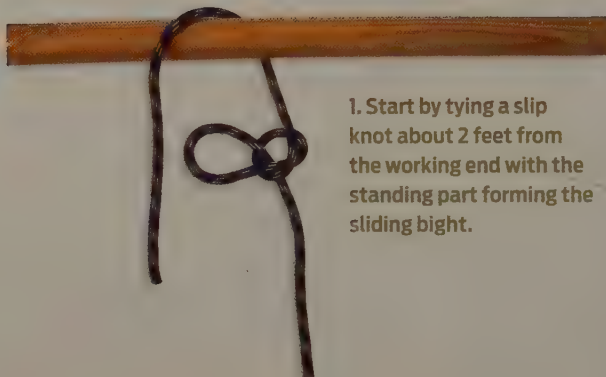 1. Start by tying a slip
knot about 2 feet from
the working end with the
standing part forming the
sliding bight.